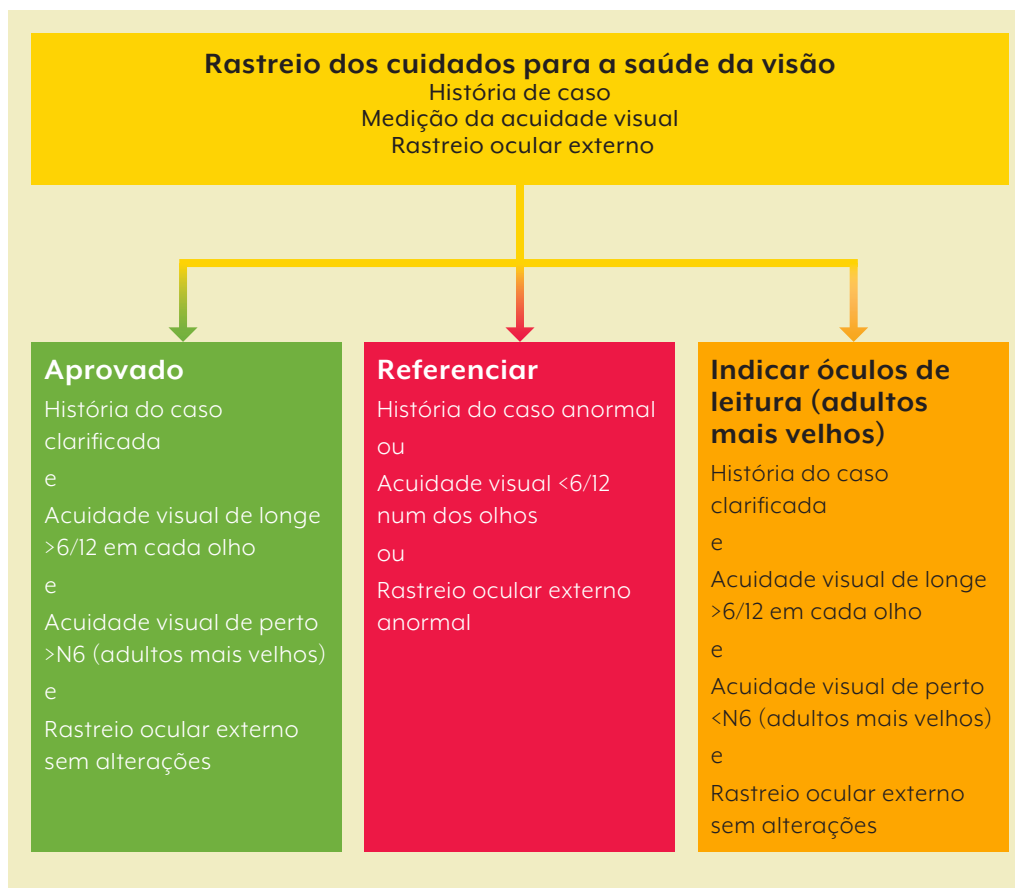 Rastreio dos cuidados para a saúde da visão
História de caso
Medição da acuidade visual
Rastreio ocular externo
Aprovado
História do caso
clarificada
e
Acuidade visual de longe
>6/12 em cada olho
e
Acuidade visual de perto
>N6 (adultos mais velhos)
e
Rastreio ocular externo
sem alterações
Referenciar
História do caso anormal
ou
Acuidade visual <6/12
num dos olhos
ou
Rastreio ocular externo
anormal
Indicar óculos de
leitura (adultos
mais velhos)
História do caso
clarificada
e
Acuidade visual de longe
>6/12 em cada olho
e
Acuidade visual de perto
<N6 (adultos mais velhos)
e
Rastreio ocular externo
sem alterações